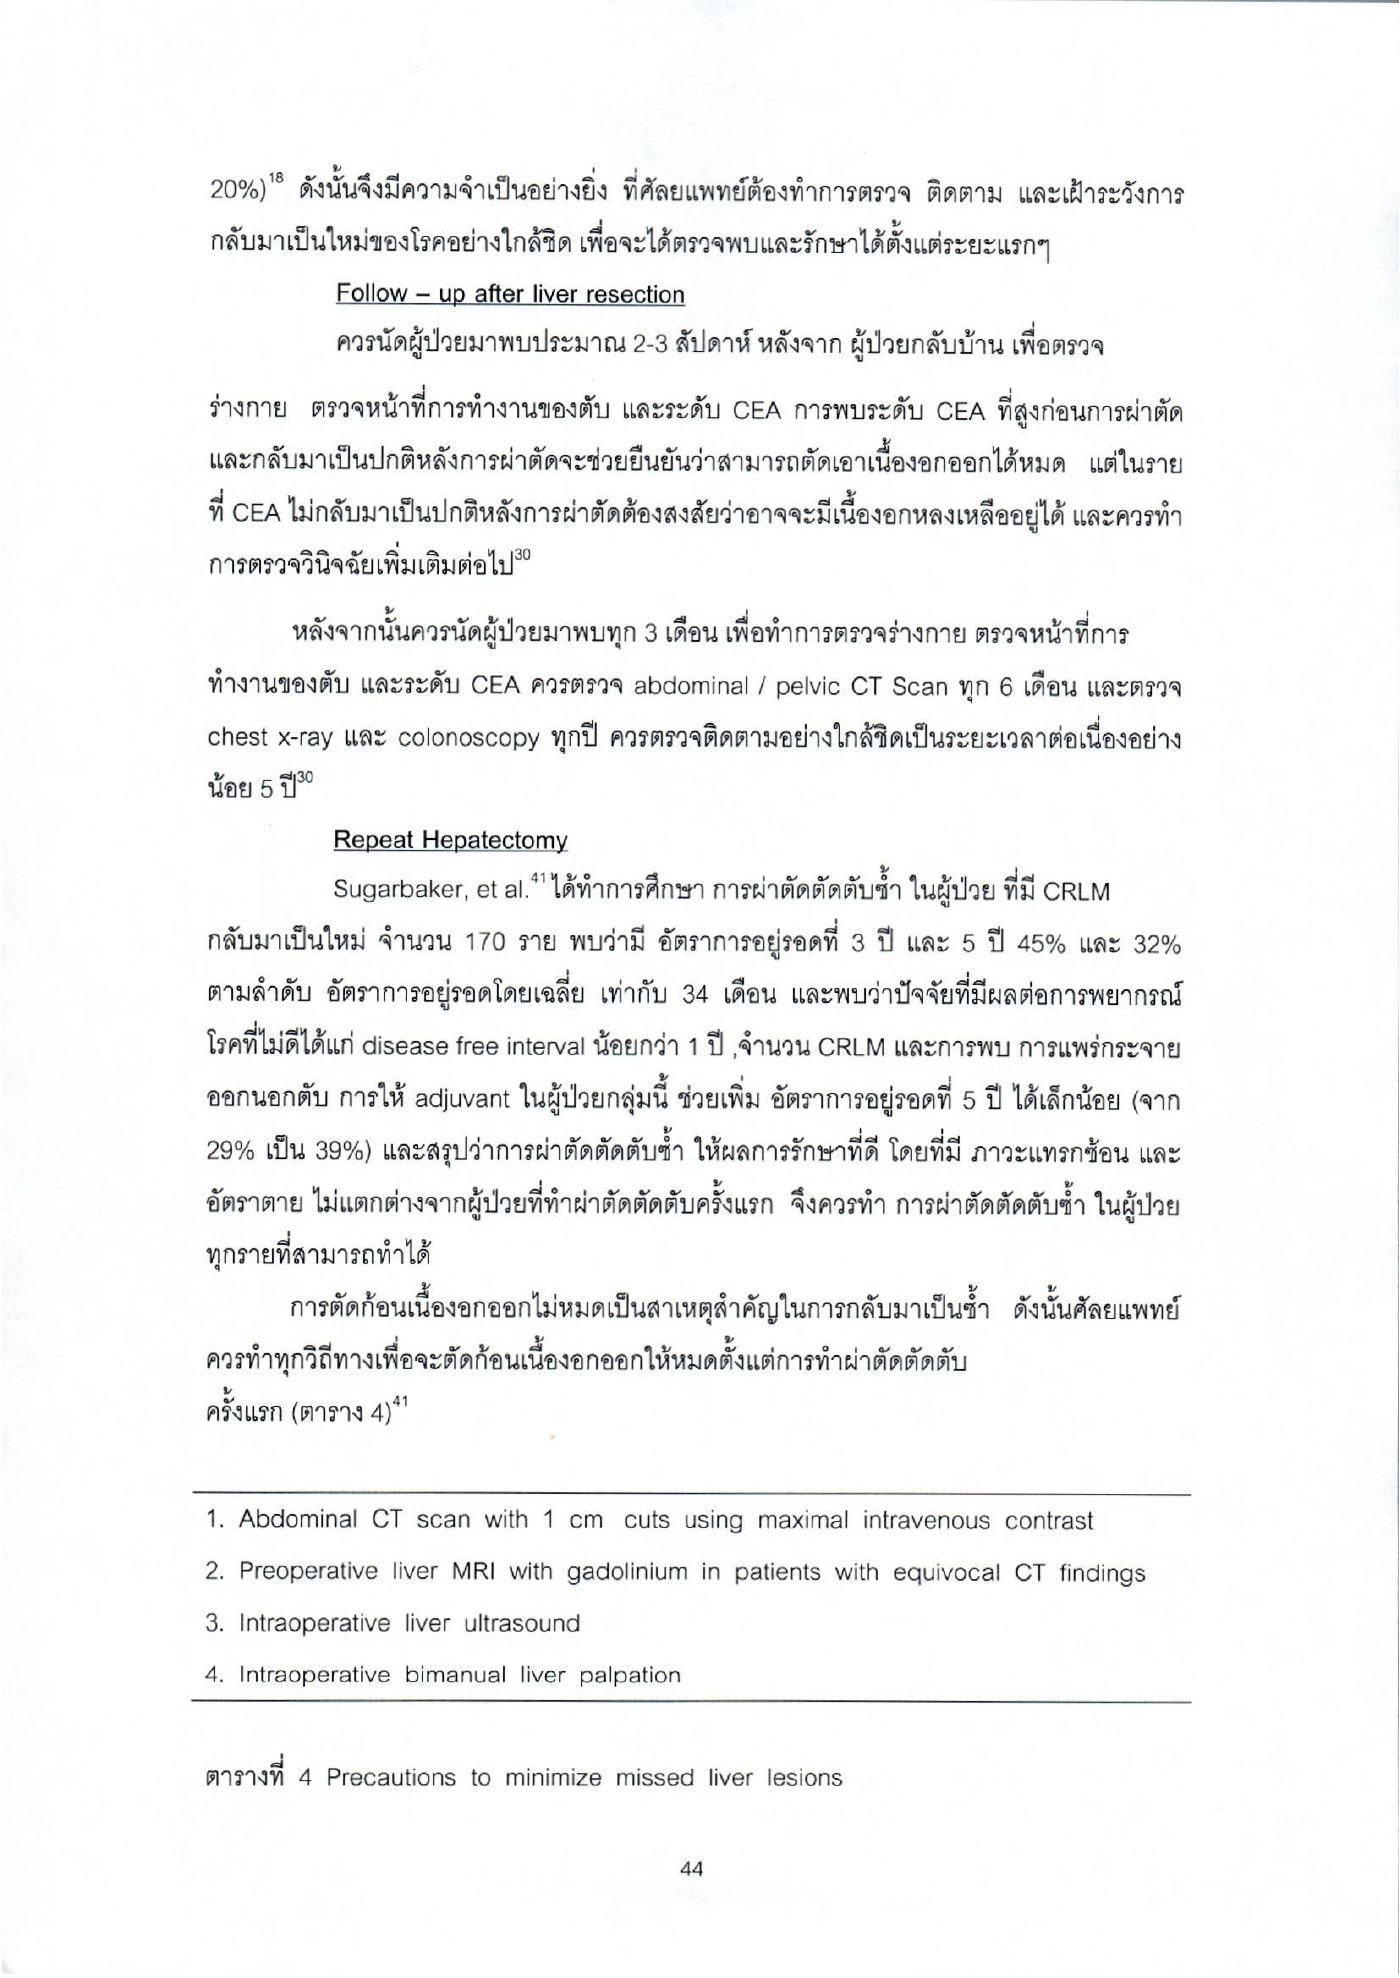 20%)18 ดังนั้นจึงมีความจำเป็นอย่างยิ่ง ที่ศัลยแพทย์ต้องทำการตรวจ ติดตาม และเฝ้าระวังการ
กลับมาเป็นใหม่ของโรคอย่างใกล้ชิด เพื่อจะได้ตรวจพบและรักษาได้ตั้งแต่ระยะแรกๆ
Follow – up after liver resection
ควรนัดผู้ป่วยมาพบประมาณ 2-3 สัปดาห์ หลังจาก ผู้ป่วยกลับบ้าน เพื่อตรวจ
ร่างกาย ตรวจหน้าที่การทำงานของตับ และระดับ CEA การพบระดับ CEA ที่สูงก่อนการผ่าตัด
และกลับมาเป็นปกติหลังการผ่าตัดจะช่วยยืนยันว่าสามารถตัดเอาเนื้องอกออกได้หมด แต่ในราย
ที่ CEA ไม่กลับมาเป็นปกติหลังการผ่าตัดต้องสงสัยว่าอาจจะมีเนื้องอกหลงเหลืออยู่ได้ และควรทำ
การตรวจวินิจฉัยเพิ่มเติมต่อไป30
หลังจากนั้นควรนัดผู้ป่วยมาพบทุก 3 เดือน เพื่อทำการตรวจร่างกาย ตรวจหน้าที่การ
ทำงานของตับ และระดับ CEA ควรตรวจ abdominal / pelvic CT Scan ทุก 6 เดือน และตรวจ
chest x-ray และ colonoscopy ทุกปี ควรตรวจติดตามอย่างใกล้ชิดเป็นระยะเวลาต่อเนื่องอย่าง
น้อย 5 ปี30
Repeat Hepatectomy
Sugarbaker, et al.41 ได้ทำการศึกษา การผ่าตัดตัดตับซ้ำ ในผู้ป่วย ที่มี CRLM
กลับมาเป็นใหม่ จำนวน 170 ราย พบว่ามี อัตราการอยู่รอดที่ 3 ปี และ 5 ปี 45% และ 32%
ตามลำดับ อัตราการอยู่รอดโดยเฉลี่ย เท่ากับ 34 เดือน และพบว่าปัจจัยที่มีผลต่อการพยากรณ์
โรคที่ไม่ดีได้แก่ disease free interval น้อยกว่า 1 ปี ,จำนวน CRLM และการพบ การแพร่กระจาย
ออกนอกตับ การให้ adjuvant ในผู้ป่วยกลุ่มนี้ ช่วยเพิ่ม อัตราการอยู่รอดที่ 5 ปี ได้เล็กน้อย (จาก
29% เป็น 39%) และสรุปว่าการผ่าตัดตัดตับซ้ำ ให้ผลการรักษาที่ดี โดยที่มี ภาวะแทรกซ้อน และ
อัตราตาย ไม่แตกต่างจากผู้ป่วยที่ทำผ่าตัดตัดตับครั้งแรก จึงควรทำ การผ่าตัดตัดตับซ้ำ ในผู้ป่วย
ทุกรายที่สามารถทำได้
การตัดก้อนเนื้องอกออกไม่หมดเป็นสาเหตุสำคัญในการกลับมาเป็นซ้ำ ดังนั้นศัลยแพทย์
ควรทำทุกวิถีทางเพื่อจะตัดก้อนเนื้องอกออกให้หมดตั้งแต่การทำผ่าตัดตัดตับ
ครั้งแรก (ตาราง 4)41
1. Abdominal CT scan with 1 cm cuts using maximal intravenous contrast
2. Preoperative liver MRI with gadolinium in patients with equivocal CT findings
3. Intraoperative liver ultrasound
4. Intraoperative bimanual liver palpation
ตารางที่ 4 Precautions to minimize missed liver lesions
44